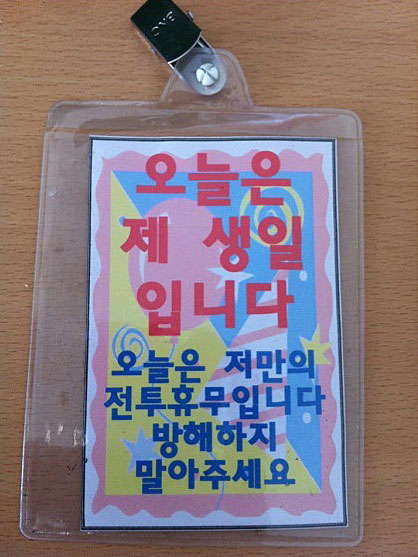 ONE
오늘은
제 생일
입니다
오늘은 저만의
전투휴무입니다
방해하지
말아주세요